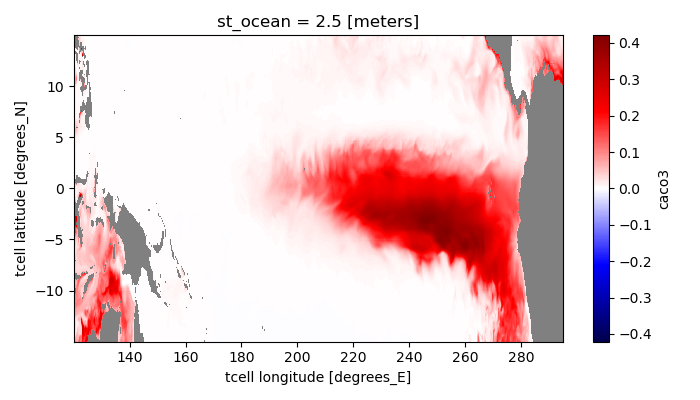 st_ocean = 2.5 [meters]
10
5
0
−5
−10
tcell latitude [degrees_N]
140 160 180 200 220 240 260 280
tcell longitude [degrees_E]
0.4
0.3
0.2
0.1
0.0
−0.1
−0.2
−0.3
−0.4
caco3